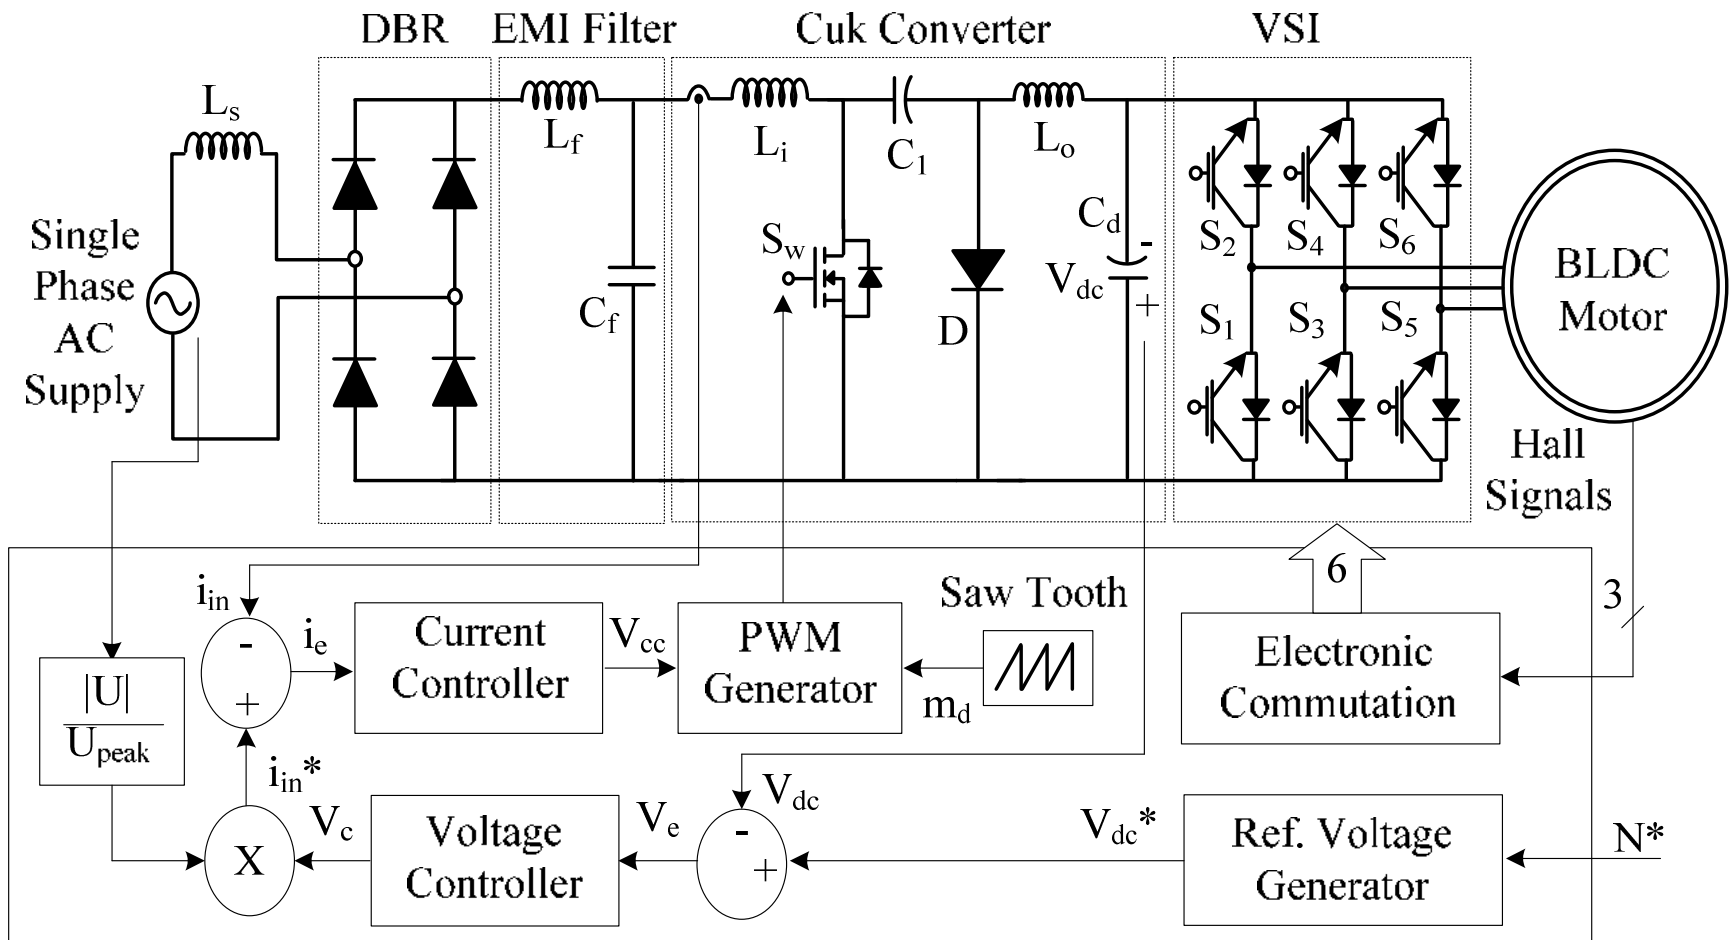 DBR
EMI Filter
Cuk Converter
VSI
Ls
Lf
Li
C1
Lo
Single
Phase
AC
Supply
Cf
Sw
D
Cd
-
Vdc
+
S2
S4
S6
S1
S3
S5
BLDC
Motor
Hall
Signals
iin
-
+
ie
Current
Controller
Vcc
PWM
Generator
Saw Tooth
md
6
3
Electronic
Commutation
|U|
Upeak
iin*
X
Vc
Voltage
Controller
Ve
Vdc
-
+
Vdc*
Ref. Voltage
Generator
N*